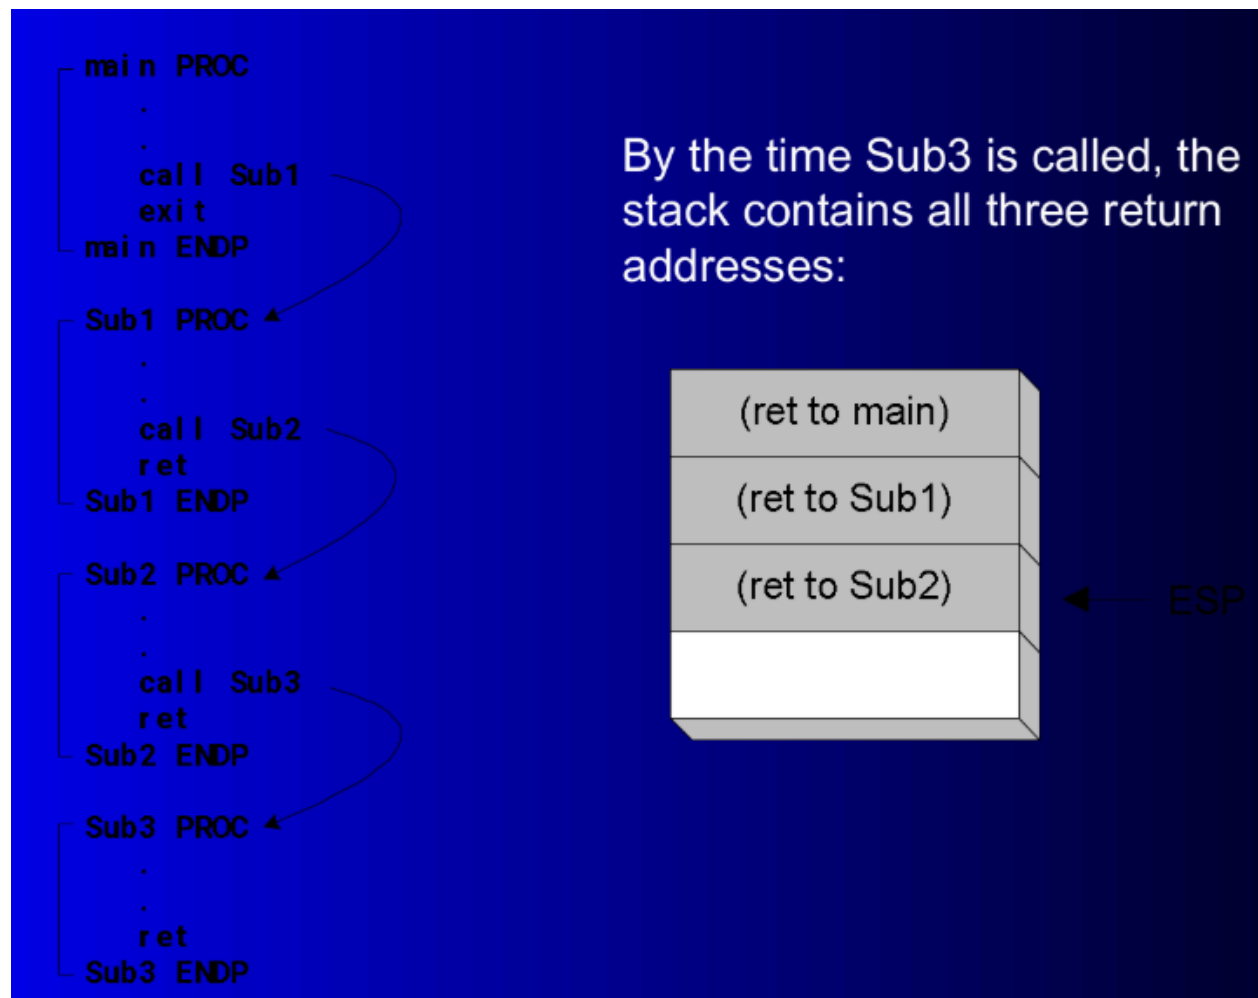 main PROC
.
.
call Sub1
exit
main ENDP
Sub1 PROC
.
.
call Sub2
ret
Sub1 ENDP
Sub2 PROC
.
.
call Sub3
ret
Sub2 ENDP
Sub3 PROC
.
.
ret
Sub3 ENDP
By the time Sub3 is called, the
stack contains all three return
addresses:
(ret to main)
(ret to Sub1)
(ret to Sub2)
ESP